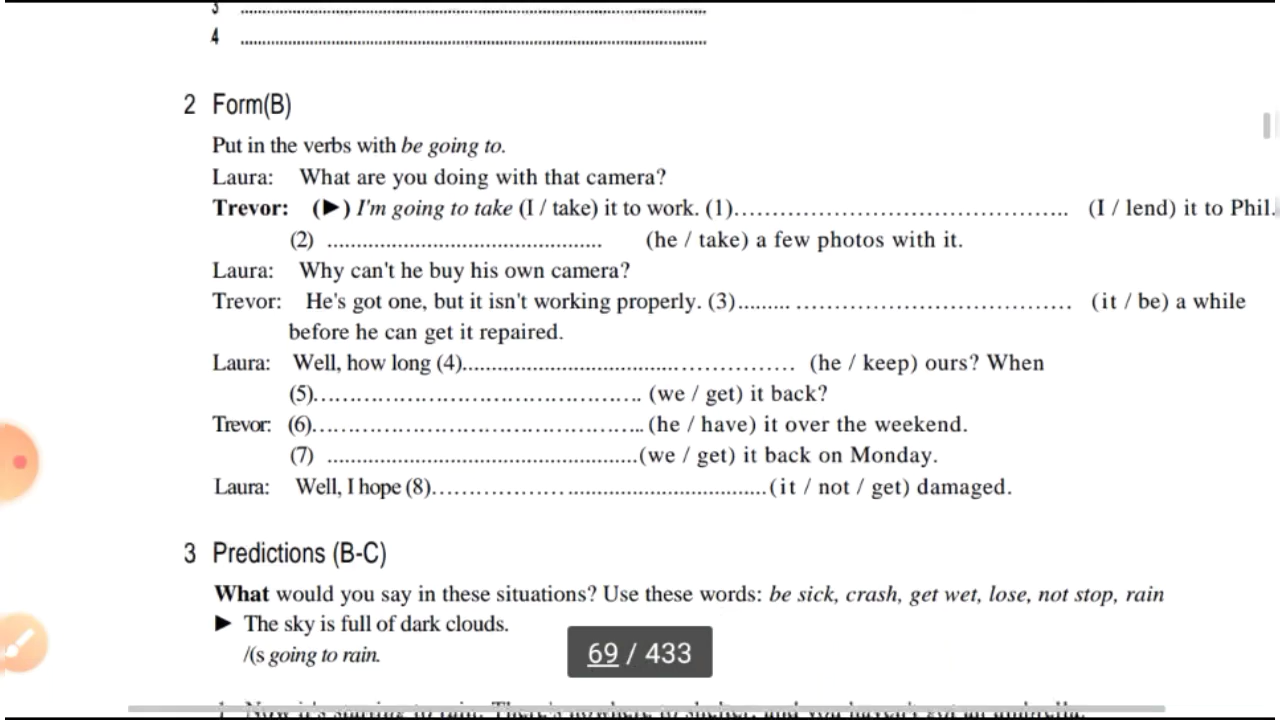 3 ........................................................................
4 ........................................................................
2 Form(B)
Put in the verbs with be going to.
Laura: What are you doing with that camera?
Trevor: (►) I'm going to take (I / take) it to work. (1)........................................ (I / lend) it to Phil.
(2) ........................................ (he / take) a few photos with it.
Laura: Why can't he buy his own camera?
Trevor: He's got one, but it isn't working properly. (3)........................................ (it / be) a while
before he can get it repaired.
Laura: Well, how long (4)........................................ (he / keep) ours? When
(5)........................................ (we / get) it back?
Trevor: (6)........................................ (he / have) it over the weekend.
(7) ........................................(we / get) it back on Monday.
Laura: Well, I hope (8)........................................(it / not / get) damaged.
3 Predictions (B-C)
What would you say in these situations? Use these words: be sick, crash, get wet, lose, not stop, rain
► The sky is full of dark clouds.
/(s going to rain.
69 / 433